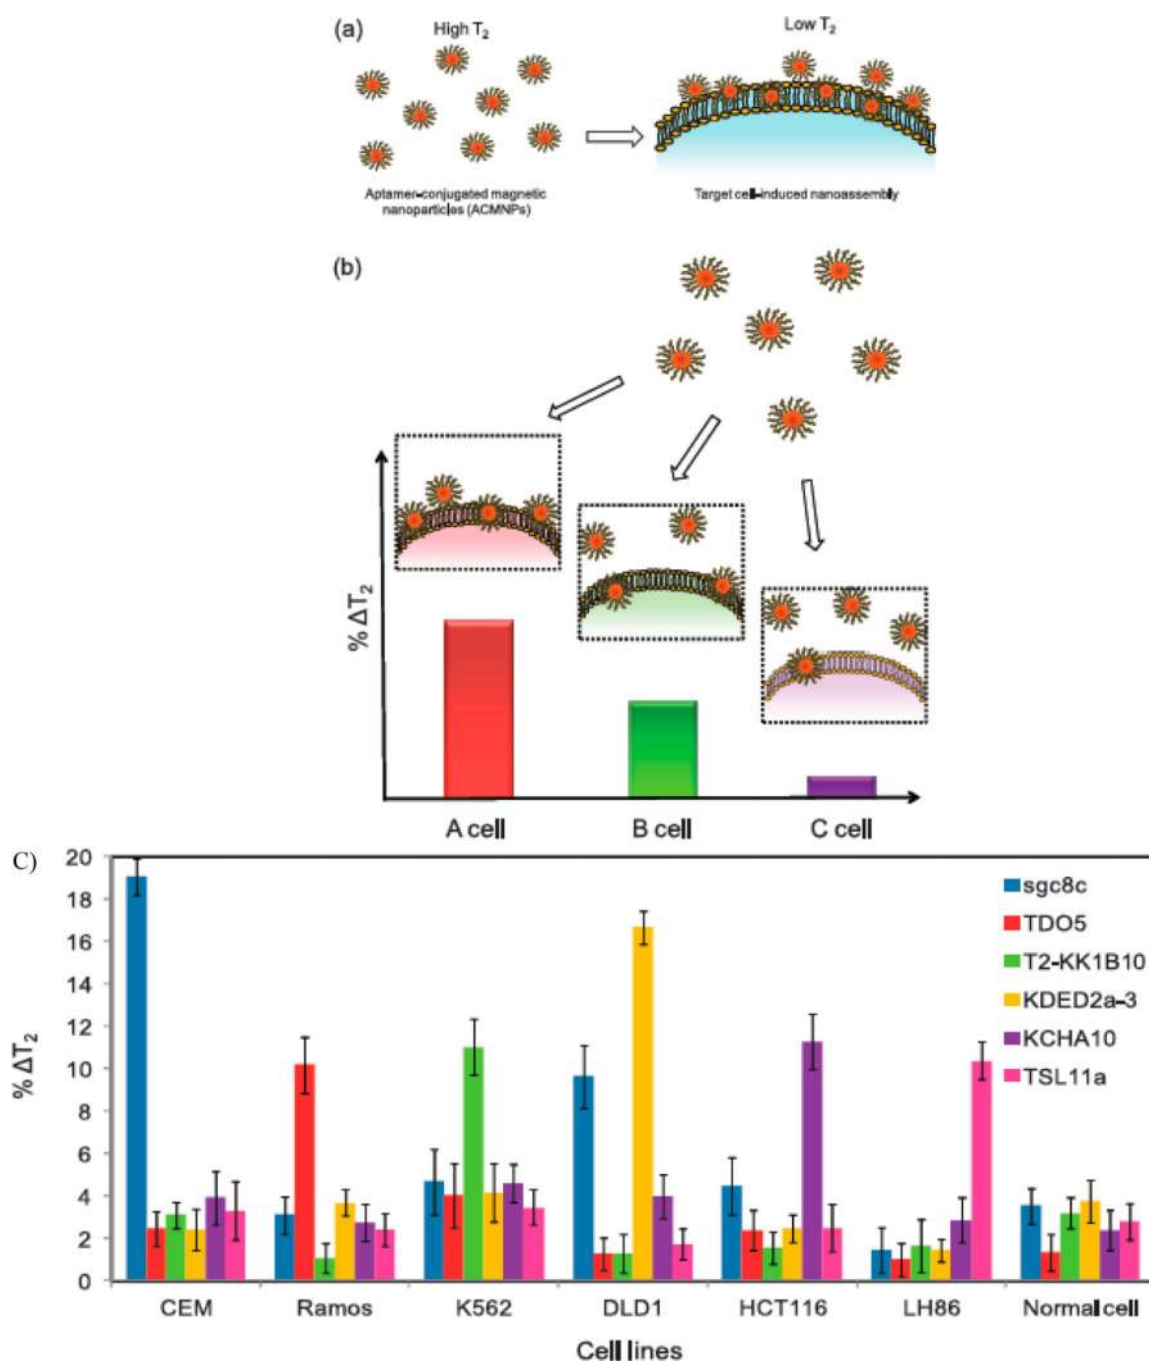 (a)
High T₂
Low T₂
Aptamer-conjugated magnetic
nanoparticles (ACMNPs)
Target cell-induced nanoassembly
(b)
% ΔT₂
A cell
B cell
C cell
C)
20
18
16
14
12
10
8
6
4
2
0
% ΔT₂
sgc8c
TDO5
T2-KK1B10
KDED2a-3
KCHA10
TSL11a
CEM
Ramos
K562
DLD1
HCT116
LH86
Normal cell
Cell lines